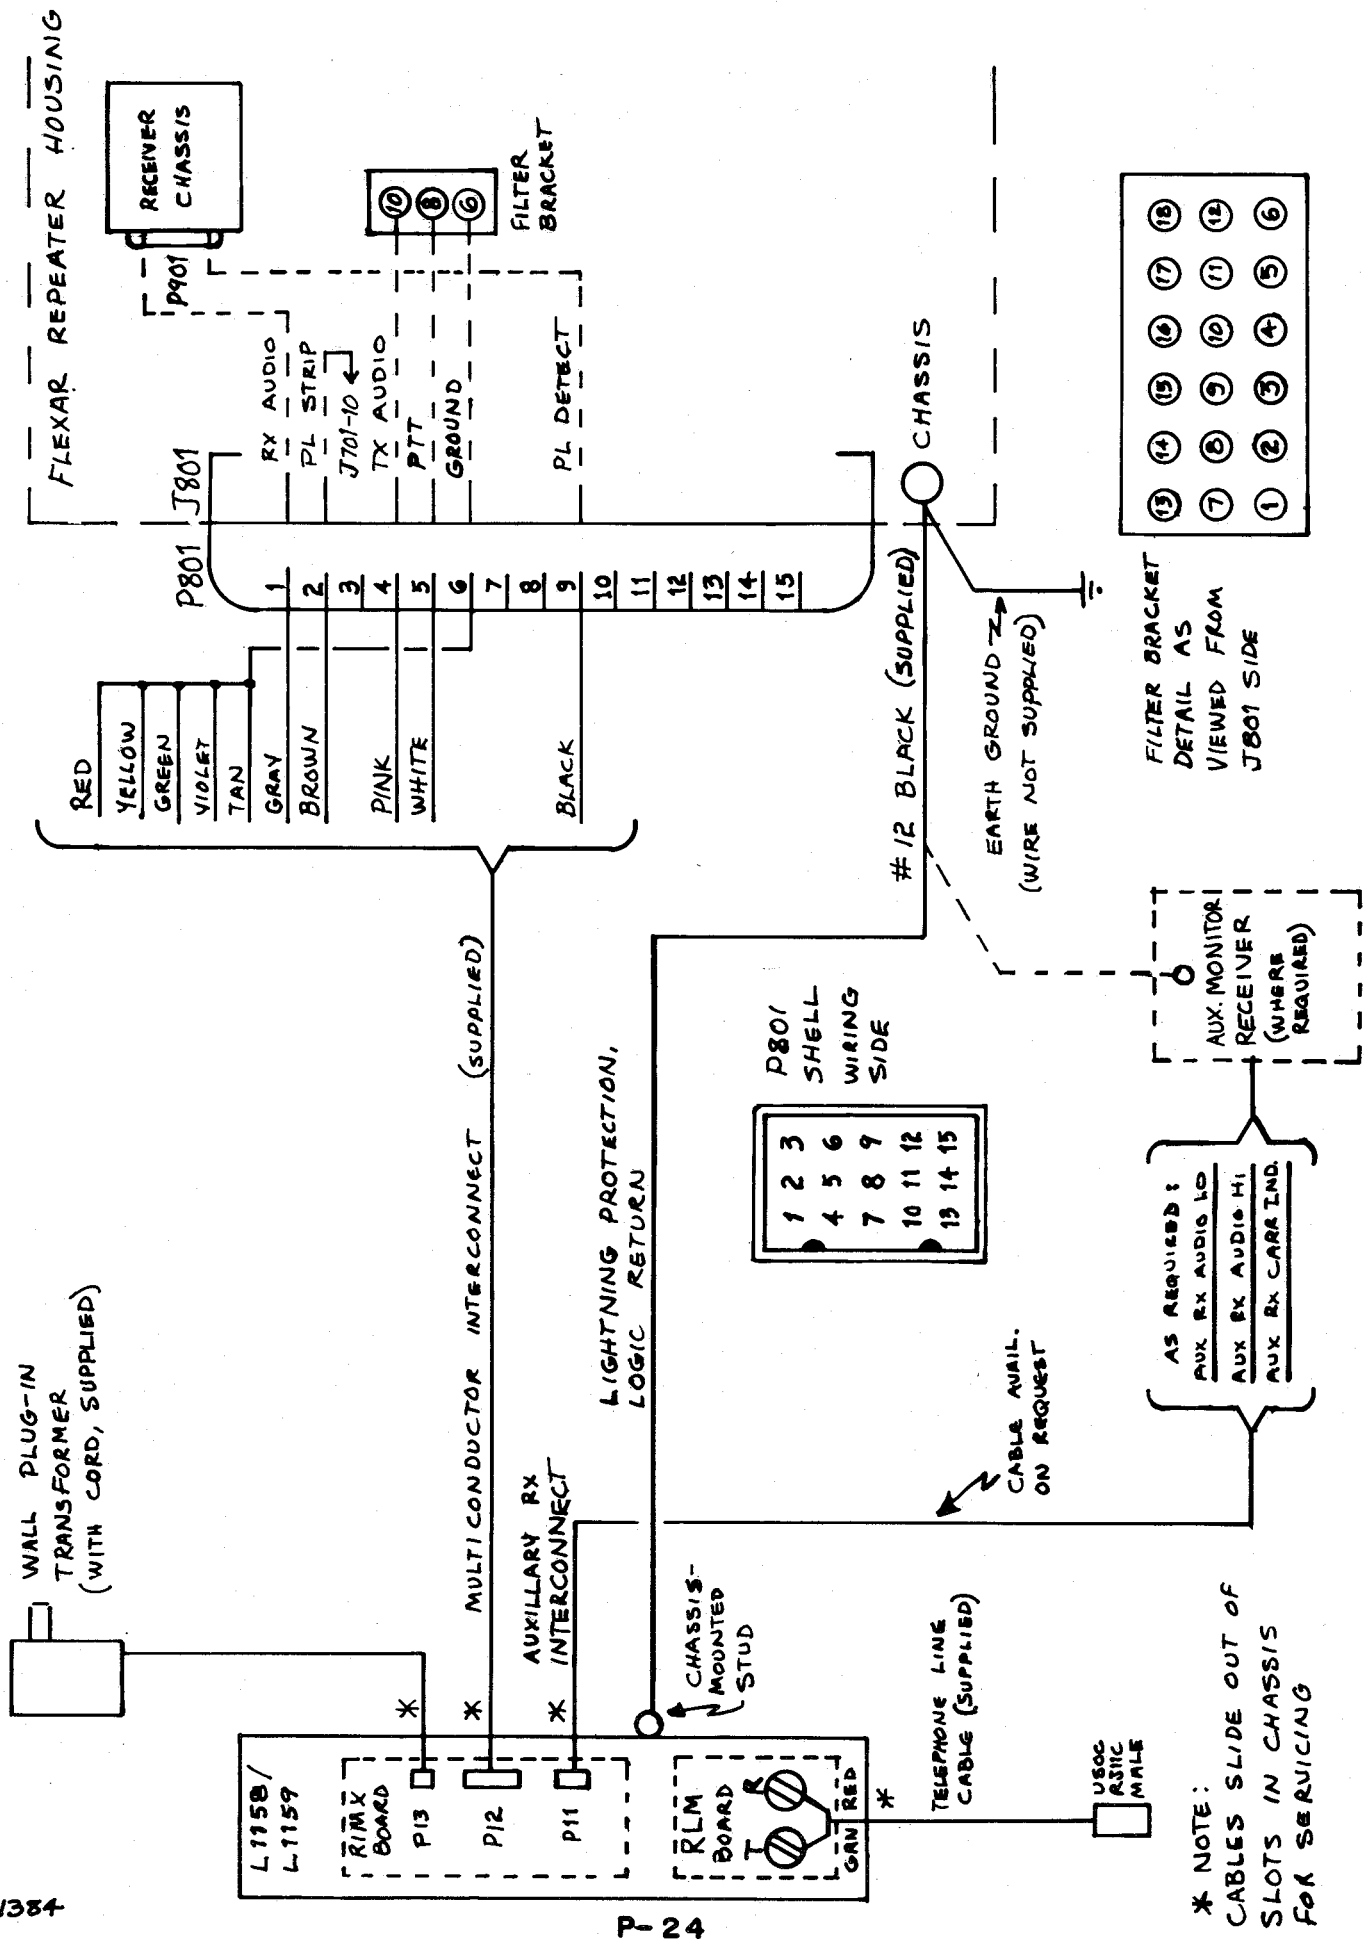 FLEXAR REPEATER HOUSING
RECEIVER
CHASSIS
P901
P801 J801
RX AUDIO
PL STRIP
J701-10
TX AUDIO
PTT
GROUND
PL DETECT
10
8
6
FILTER
BRACKET
CHASSIS
1
2
3
4
5
6
7
8
9
10
11
12
13
14
15
RED
YELLOW
GREEN
VIOLET
TAN
GRAY
BROWN
PINK
WHITE
BLACK
#12 BLACK (SUPPLIED)
EARTH GROUND
(WIRE NOT SUPPLIED)
13 14 15 16 17 18
7 8 9 10 11 12
1 2 3 4 5 6
FILTER BRACKET
DETAIL AS
VIEWED FROM
J801 SIDE
WALL PLUG-IN
TRANSFORMER
(WITH CORD, SUPPLIED)
* MULTICONDUCTOR INTERCONNECT (SUPPLIED)
AUXILLARY RX
* INTERCONNECT
LIGHTNING PROTECTION,
LOGIC RETURN
P801
SHELL
WIRING
SIDE
1 2 3
4 5 6
7 8 9
10 11 12
13 14 15
AUX. MONITOR
RECEIVER
(WHERE
REQUIRED)
AS REQUIRED:
AUX RX AUDIO LO
AUX RX AUDIO HI
AUX RX CARR IND.
CABLE AVAIL.
ON REQUEST
CHASSIS-
MOUNTED
STUD
L1158/
L1159
RIMX
BOARD
P13
*
P12
P11
RLM
BOARD
T R
GRN RED
*
TELEPHONE LINE
CABLE (SUPPLIED)
USOC
RJ11C
MALE
* NOTE:
CABLES SLIDE OUT OF
SLOTS IN CHASSIS
FOR SERVICING
1384
P-24